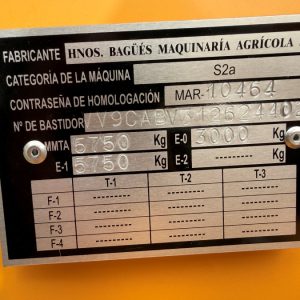 FABRICANTE HNOS. BAGÜÉS MAQUINARÍA AGRÍCOLA
CATEGORÍA DE LA MÁQUINA S2a
CONTRASEÑA DE HOMOLOGACIÓN MAR-10464
Nº DE BASTIDOR
MMTA 5750 Kg E-0 3000 Kg
E-1 5750 Kg E-2 -------- Kg
T-1 T-2 T-3
F-1 -------- -------- --------
F-2 -------- -------- --------
F-3 -------- -------- --------
F-4 -------- -------- --------